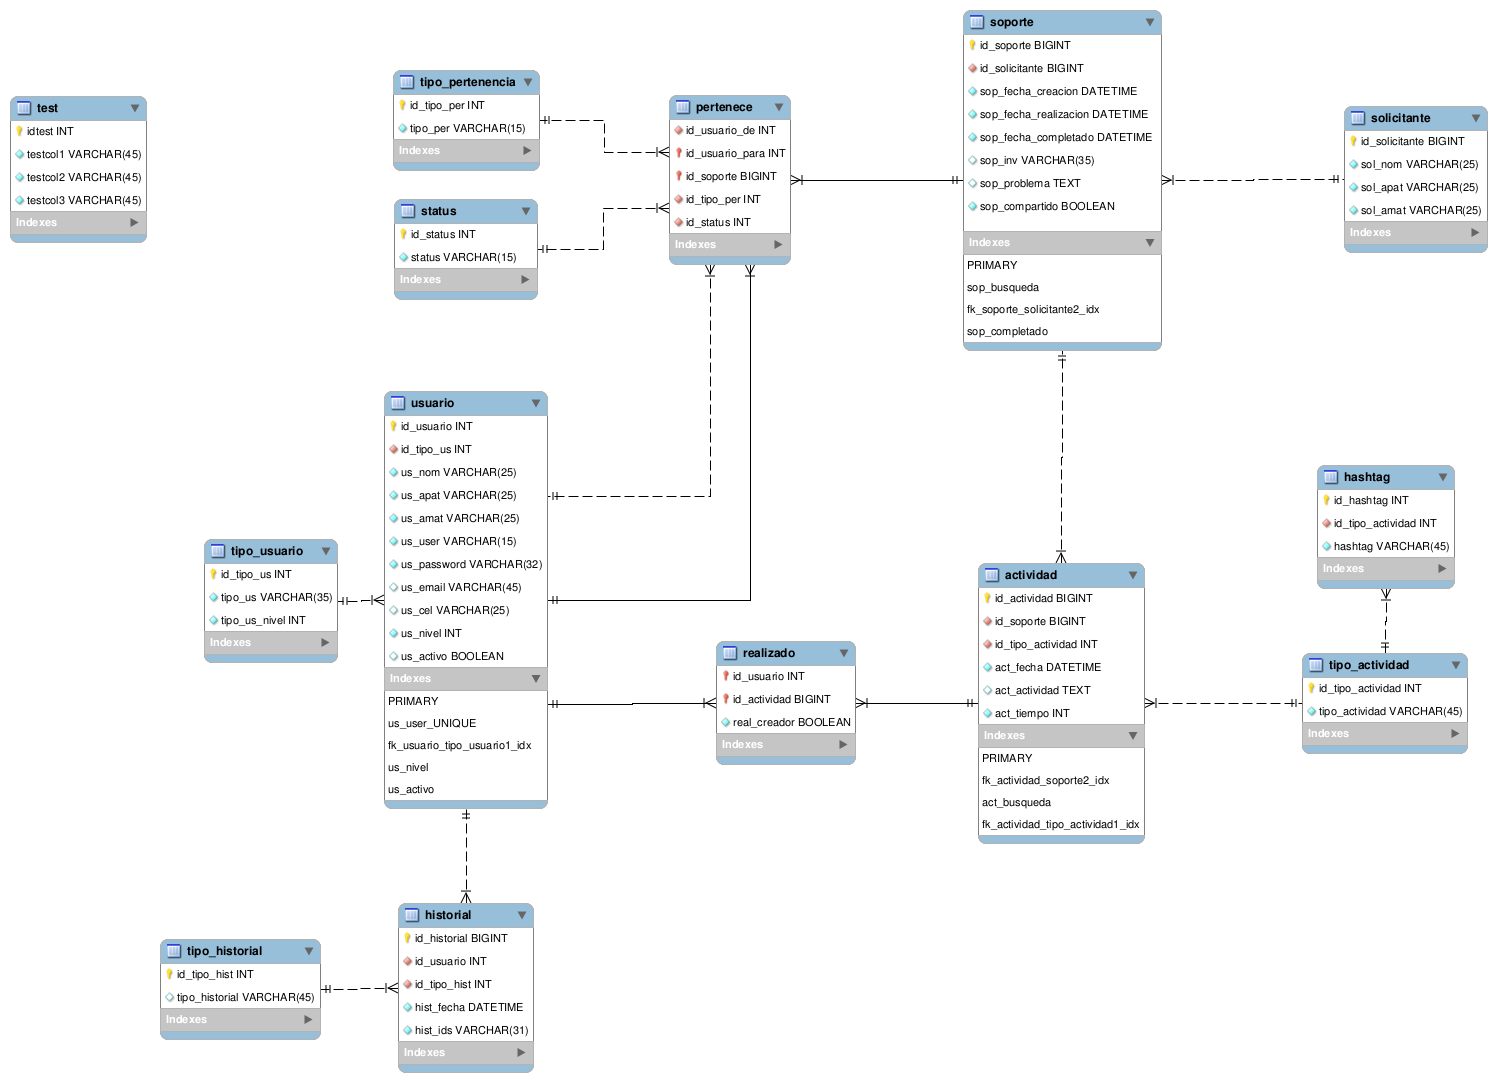 test
idtest INT
testcol1 VARCHAR(45)
testcol2 VARCHAR(45)
testcol3 VARCHAR(45)
Indexes
tipo_pertenencia
id_tipo_per INT
tipo_per VARCHAR(15)
Indexes
status
id_status INT
status VARCHAR(15)
Indexes
pertenece
id_usuario_de INT
id_usuario_para INT
id_soporte BIGINT
id_tipo_per INT
id_status INT
Indexes
soporte
id_soporte BIGINT
id_solicitante BIGINT
sop_fecha_creacion DATETIME
sop_fecha_realizacion DATETIME
sop_fecha_completado DATETIME
sop_inv VARCHAR(35)
sop_problema TEXT
sop_compartido BOOLEAN
Indexes
PRIMARY
sop_busqueda
fk_soporte_solicitante2_idx
sop_completado
solicitante
id_solicitante BIGINT
sol_nom VARCHAR(25)
sol_apat VARCHAR(25)
sol_amat VARCHAR(25)
Indexes
usuario
id_usuario INT
id_tipo_us INT
us_nom VARCHAR(25)
us_apat VARCHAR(25)
us_amat VARCHAR(25)
us_user VARCHAR(15)
us_password VARCHAR(32)
us_email VARCHAR(45)
us_cel VARCHAR(25)
us_nivel INT
us_activo BOOLEAN
Indexes
PRIMARY
us_user_UNIQUE
fk_usuario_tipo_usuario1_idx
us_nivel
us_activo
tipo_usuario
id_tipo_us INT
tipo_us VARCHAR(35)
tipo_us_nivel INT
Indexes
realizado
id_usuario INT
id_actividad BIGINT
real_creador BOOLEAN
Indexes
actividad
id_actividad BIGINT
id_soporte BIGINT
id_tipo_actividad INT
act_fecha DATETIME
act_actividad TEXT
act_tiempo INT
Indexes
PRIMARY
fk_actividad_soporte2_idx
act_busqueda
fk_actividad_tipo_actividad1_idx
hashtag
id_hashtag INT
id_tipo_actividad INT
hashtag VARCHAR(45)
Indexes
tipo_actividad
id_tipo_actividad INT
tipo_actividad VARCHAR(45)
Indexes
historial
id_historial BIGINT
id_usuario INT
id_tipo_hist INT
hist_fecha DATETIME
hist_ids VARCHAR(31)
Indexes
tipo_historial
id_tipo_hist INT
tipo_historial VARCHAR(45)
Indexes